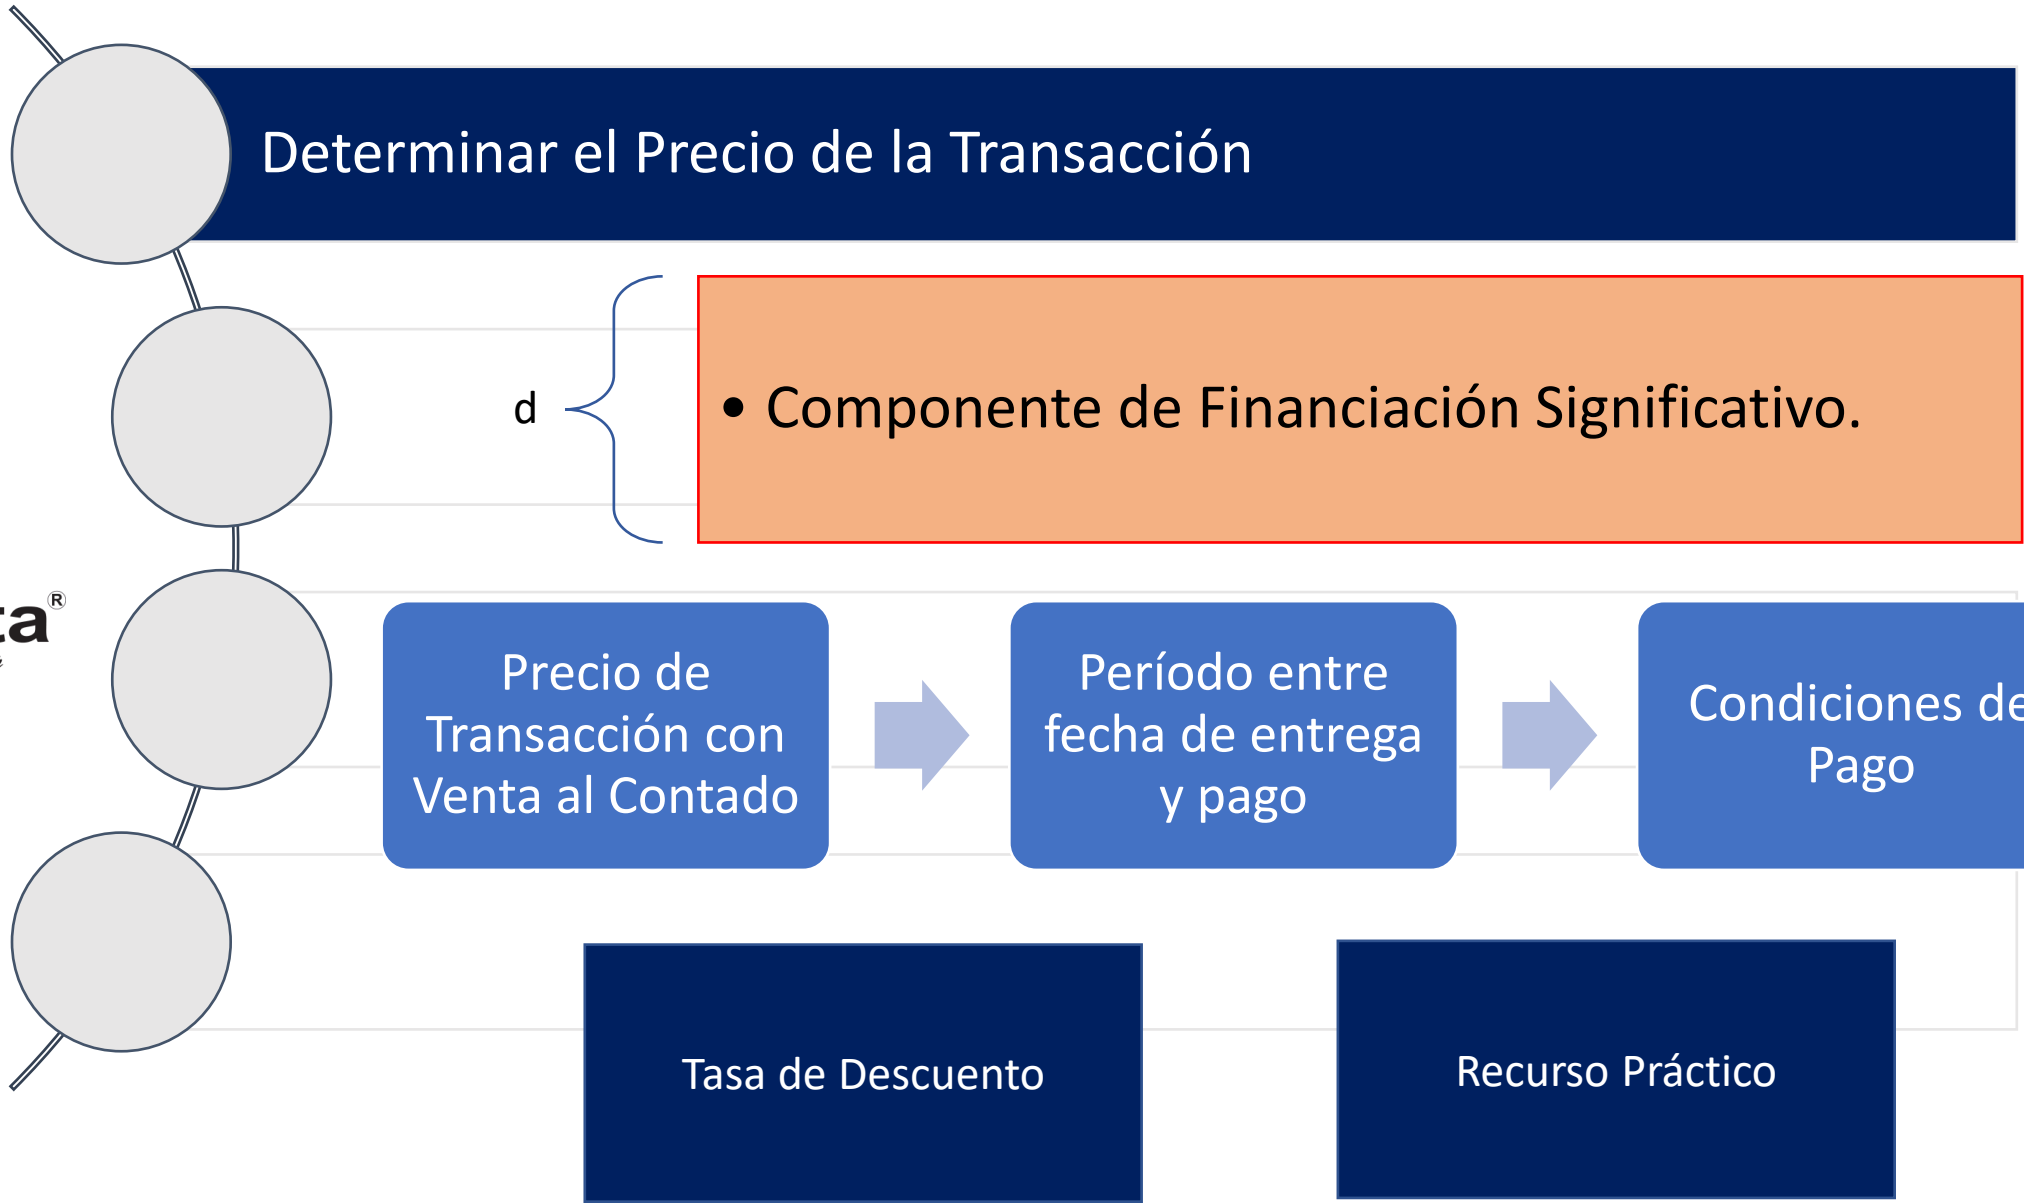 Determinar el Precio de la Transacción
d
• Componente de Financiación Significativo.
ta®
Precio de
Transacción con
Venta al Contado
Período entre
fecha de entrega
y pago
Condiciones de
Pago
Tasa de Descuento
Recurso Práctico